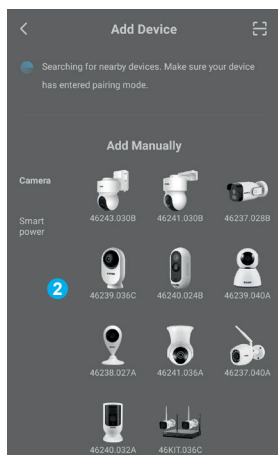 Add Device
Searching for nearby devices. Make sure your device
has entered pairing mode.
Add Manually
Camera
Smart
power
2
46243.030B 46241.030B 46237.028B
46239.036C 46240.024B 46239.040A
46238.027A 46241.036A 46237.040A
46240.032A 46KIT.036C